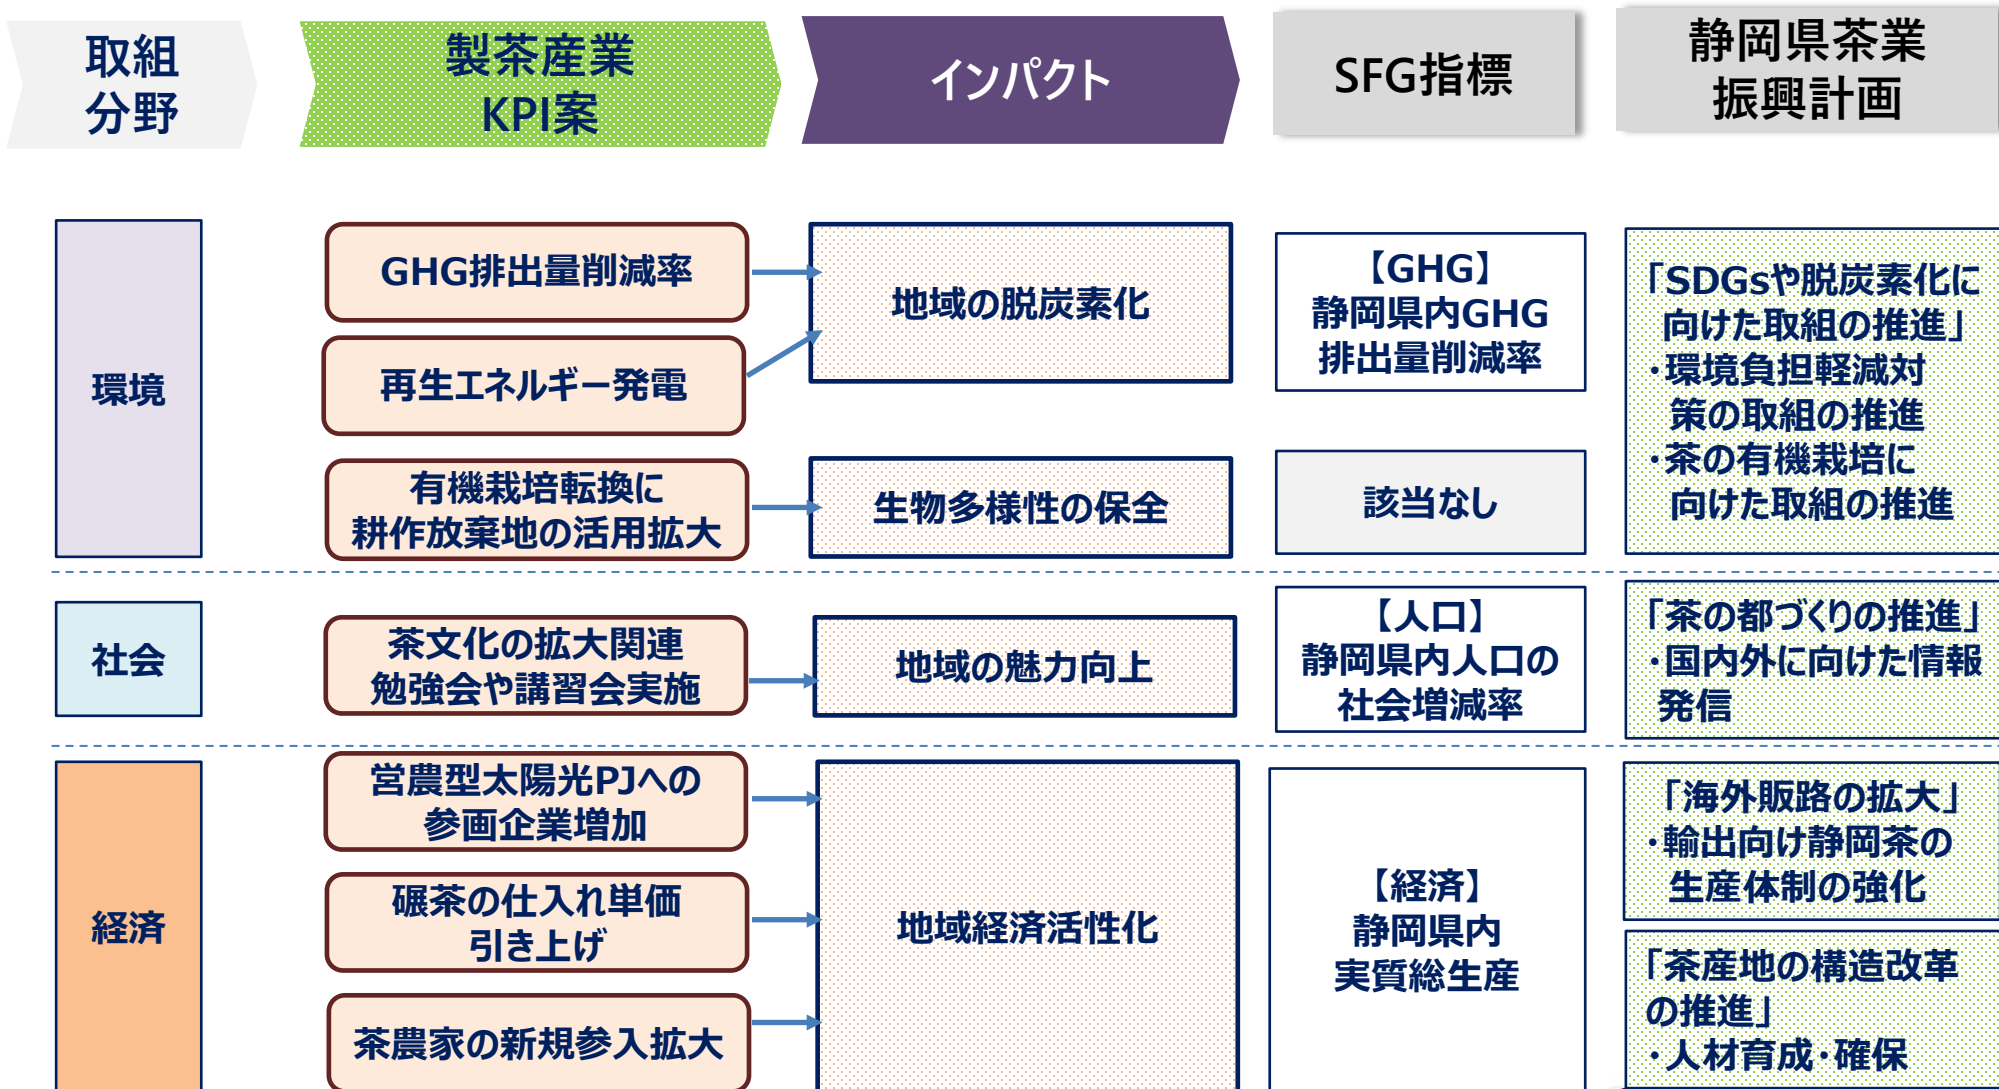 取組
分野
製茶産業
KPI案
インパクト
SFG指標
静岡県茶業
振興計画
環境
GHG排出量削減率
再生エネルギー発電
有機栽培転換に
耕作放棄地の活用拡大
地域の脱炭素化
生物多様性の保全
【GHG】
静岡県内GHG
排出量削減率
該当なし
「SDGsや脱炭素化に
向けた取組の推進」
・環境負担軽減対
策の取組の推進
・茶の有機栽培に
向けた取組の推進
社会
茶文化の拡大関連
勉強会や講習会実施
地域の魅力向上
【人口】
静岡県内人口の
社会増減率
「茶の都づくりの推進」
・国内外に向けた情報
発信
経済
営農型太陽光PJへの
参画企業増加
碾茶の仕入れ単価
引き上げ
茶農家の新規参入拡大
地域経済活性化
【経済】
静岡県内
実質総生産
「海外販路の拡大」
・輸出向け静岡茶の
生産体制の強化
「茶産地の構造改革
の推進」
・人材育成・確保